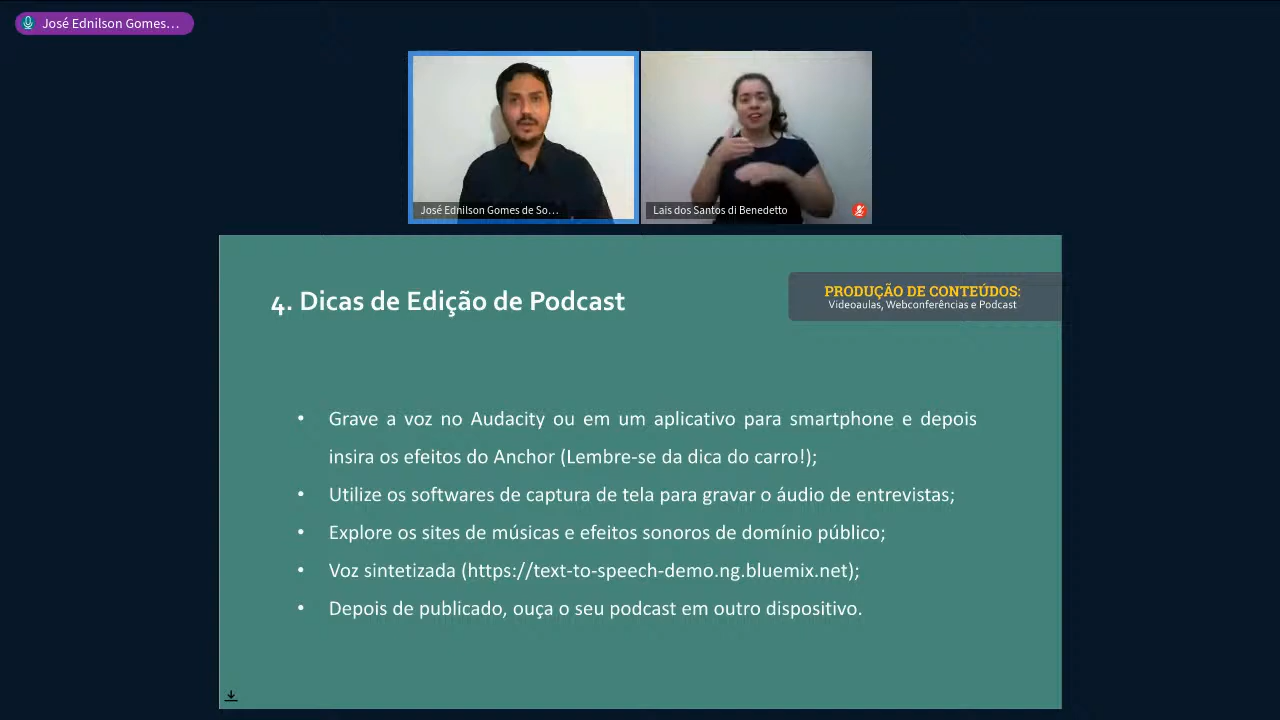 José Ednilson Gomes…
José Ednilson Gomes de So…
Lais dos Santos di Benedetto
4. Dicas de Edição de Podcast
PRODUÇÃO DE CONTEÚDOS:
Videoaulas, Webconferências e Podcast
• Grave a voz no Audacity ou em um aplicativo para smartphone e depois
insira os efeitos do Anchor (Lembre-se da dica do carro!);
• Utilize os softwares de captura de tela para gravar o áudio de entrevistas;
• Explore os sites de músicas e efeitos sonoros de domínio público;
• Voz sintetizada (https://text-to-speech-demo.ng.bluemix.net);
• Depois de publicado, ouça o seu podcast em outro dispositivo.